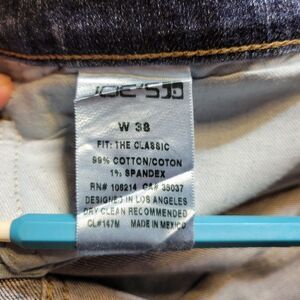 JOE'S JD
W 38
FIT: THE CLASSIC
99% COTTON/COTON
1% SPANDEX
RN# 106214 CA# 35037
DESIGNED IN LOS ANGELES
DRY CLEAN RECOMMENDED
CL#147M MADE IN MEXICO